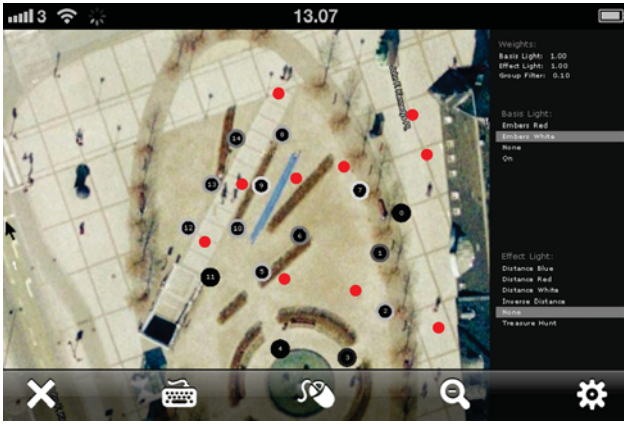 3
13.07
Weights:
Basis Light: 1.00
Effect Light: 1.00
Group Filter: 0.10
Basis Light:
Embers Red
Embers White
None
On
Effect Light:
Distance Blue
Distance Red
Distance White
Inverse Distance
None
Treasure Hunt
14
8
13
9
7
0
12
10
6
1
11
5
2
4
3